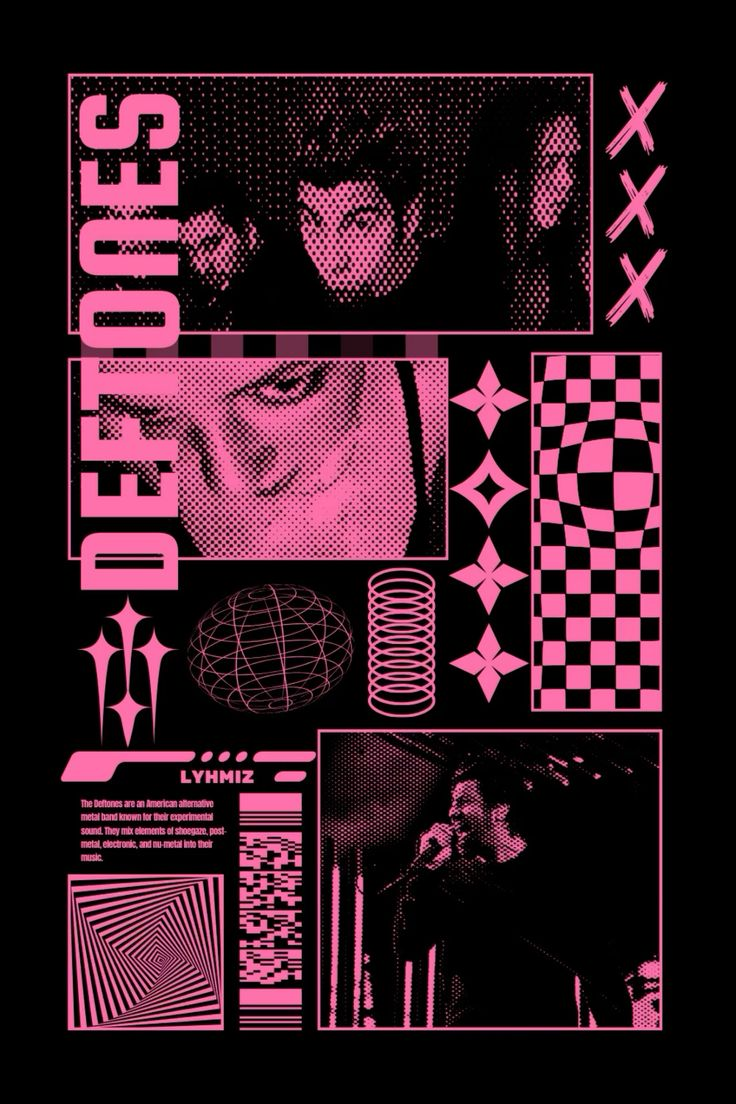 DEFTONES
XXX
LYHMIZ
The Deftones are an American alternative
metal band known for their experimental
sound. They mix elements of shoegaze, post-
metal, electronic, and nu-metal into their
music.